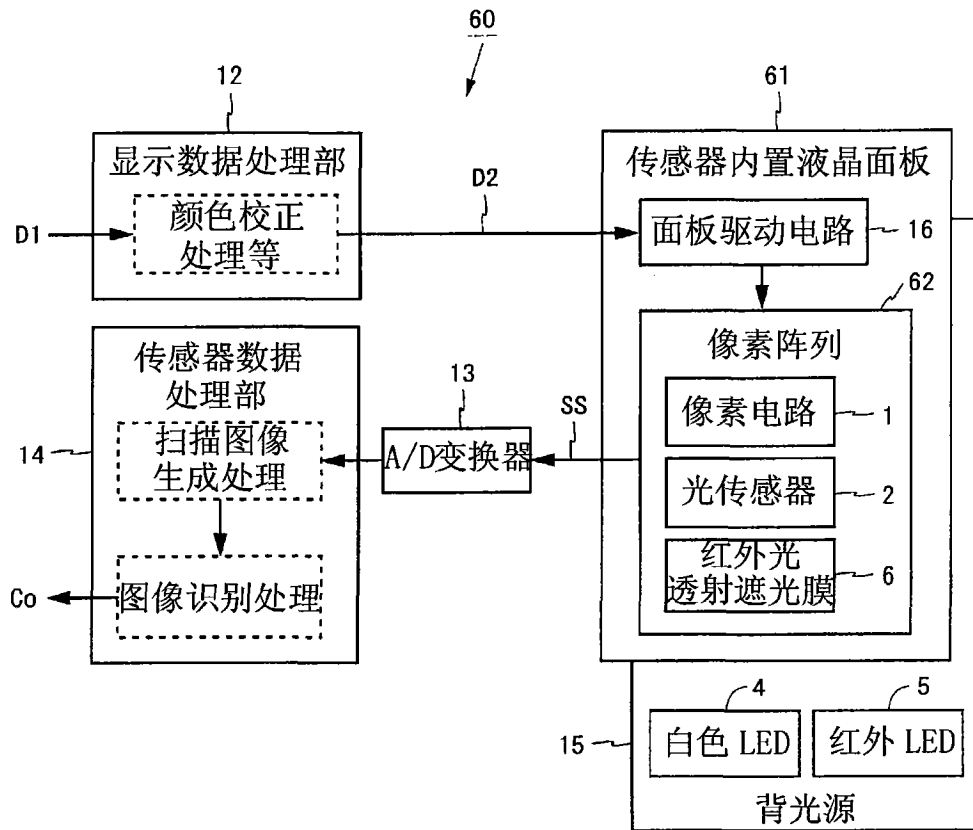 60
12
显示数据处理部
D1
颜色校正
处理等
D2
61
传感器内置液晶面板
面板驱动电路
16
62
像素阵列
像素电路
1
光传感器
2
红外光
透射遮光膜
6
SS
13
A/D变换器
传感器数据
处理部
14
扫描图像
生成处理
图像识别处理
Co
4
白色 LED
5
红外 LED
15
背光源